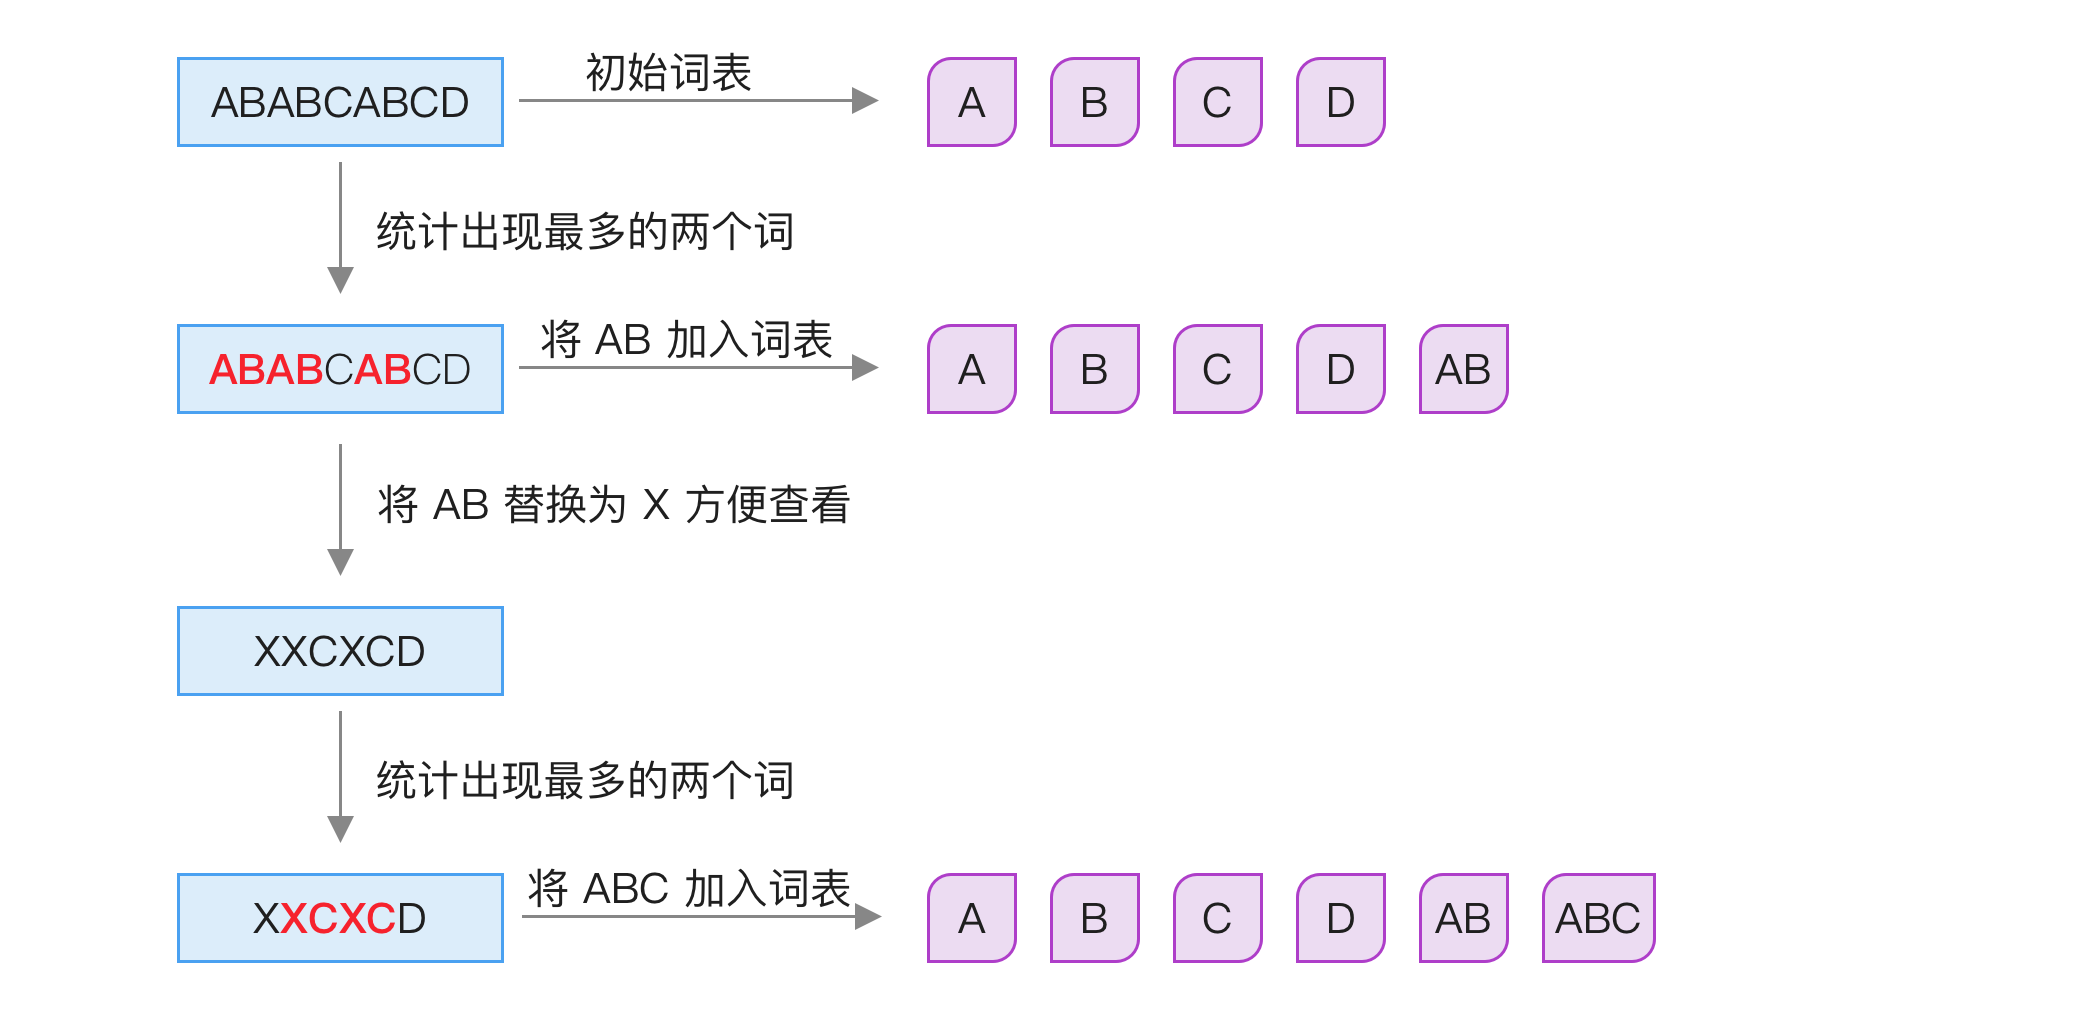 ABABCABCD
初始词表
A B C D
统计出现最多的两个词
ABABCABCD
将 AB 加入词表
A B C D AB
将 AB 替换为 X 方便查看
XXCXCD
统计出现最多的两个词
XXCXCD
将 ABC 加入词表
A B C D AB ABC